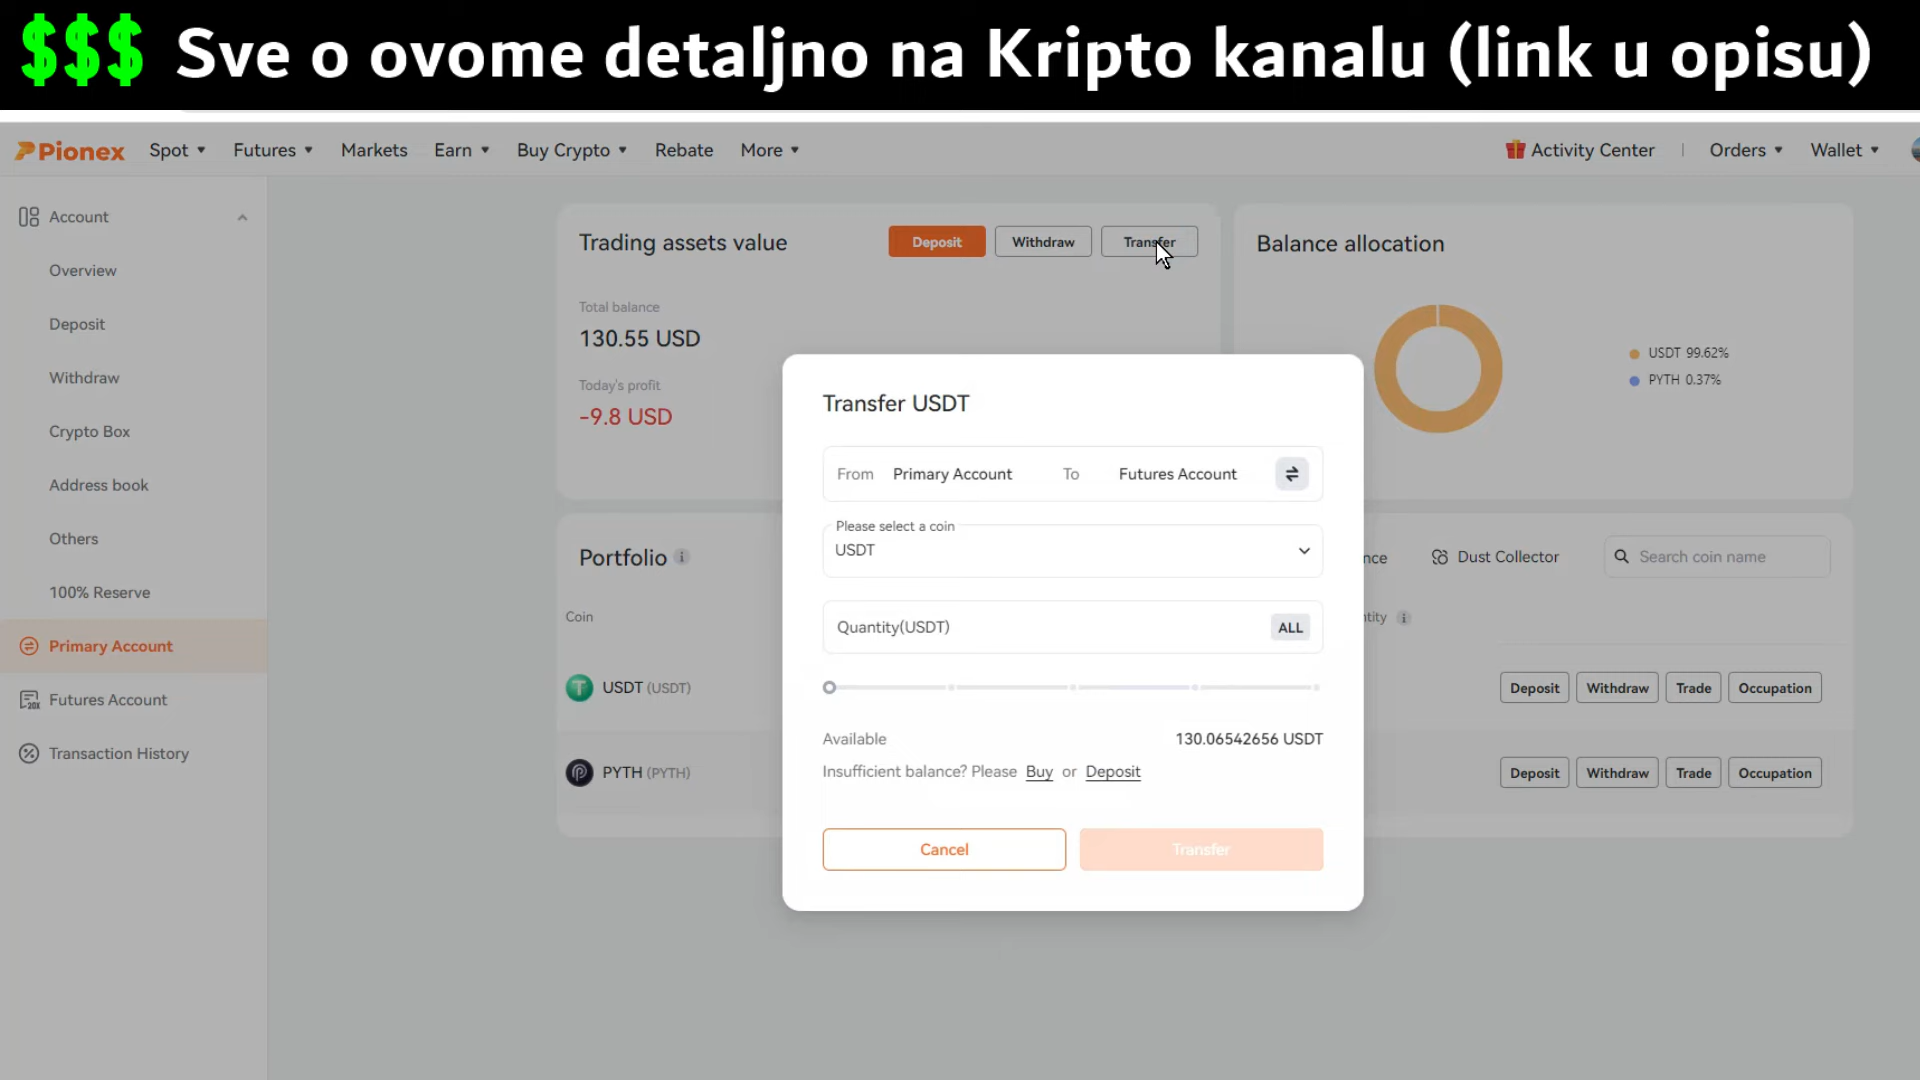 $$$ Sve o ovome detaljno na Kripto kanalu (link u opisu)
Pionex Spot Futures Markets Earn Buy Crypto Rebate More Activity Center Orders Wallet
Account
Overview
Deposit
Withdraw
Crypto Box
Address book
Others
100% Reserve
Primary Account
Futures Account
Transaction History
Trading assets value
Deposit Withdraw Transfer
Total balance
130.55 USD
Today's profit
-9.8 USD
Balance allocation
USDT 99.62%
PYTH 0.37%
Portfolio
nce Dust Collector Search coin name
Coin
ntity
USDT (USDT)
Deposit Withdraw Trade Occupation
PYTH (PYTH)
Deposit Withdraw Trade Occupation
Transfer USDT
From Primary Account To Futures Account
Please select a coin
USDT
Quantity(USDT) ALL
Available 130.06542656 USDT
Insufficient balance? Please Buy or Deposit
Cancel Transfer